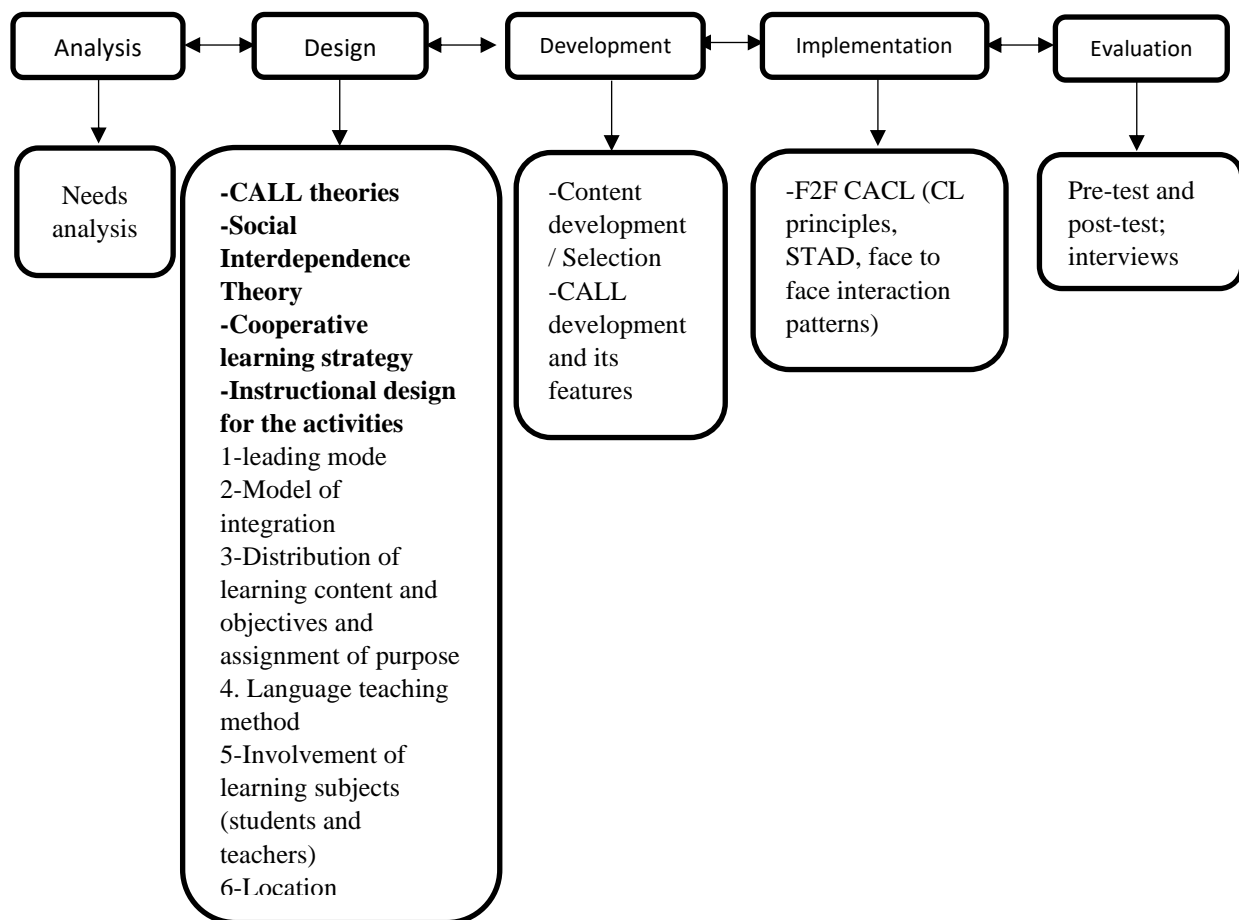 Analysis
Design
Development
Implementation
Evaluation
Needs
analysis
-CALL theories
-Social
Interdependence
Theory
-Cooperative
learning strategy
-Instructional design
for the activities
1-leading mode
2-Model of
integration
3-Distribution of
learning content and
objectives and
assignment of purpose
4. Language teaching
method
5-Involvement of
learning subjects
(students and
teachers)
6-Location
-Content
development
/ Selection
-CALL
development
and its
features
-F2F CACL (CL
principles,
STAD, face to
face interaction
patterns)
Pre-test and
post-test;
interviews